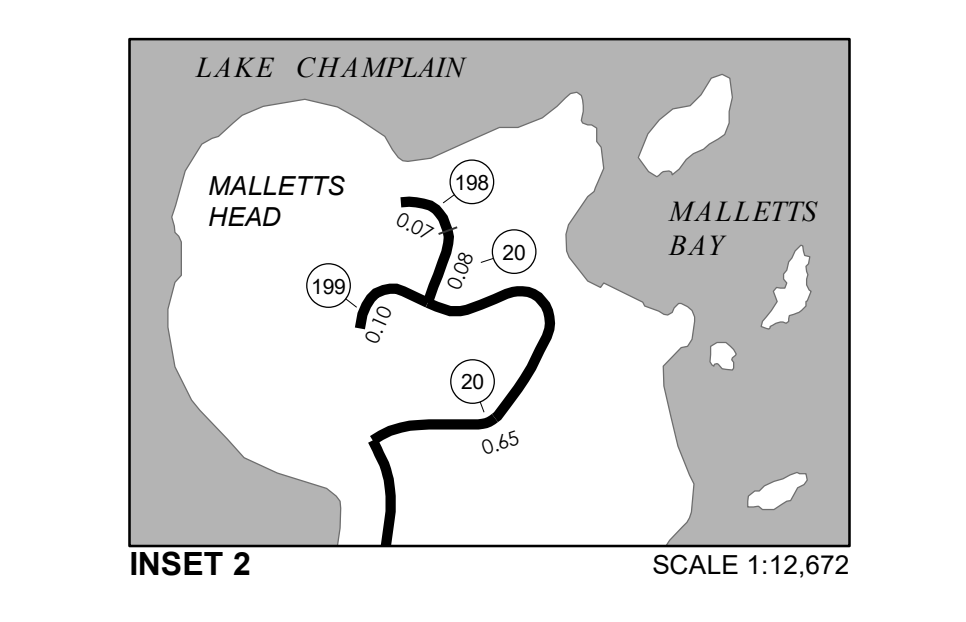 LAKE CHAMPLAIN
MALLETTS
HEAD
198
0.07
MALLETTS
BAY
20
0.08
199
0.10
20
0.65
INSET 2
SCALE 1:12,672